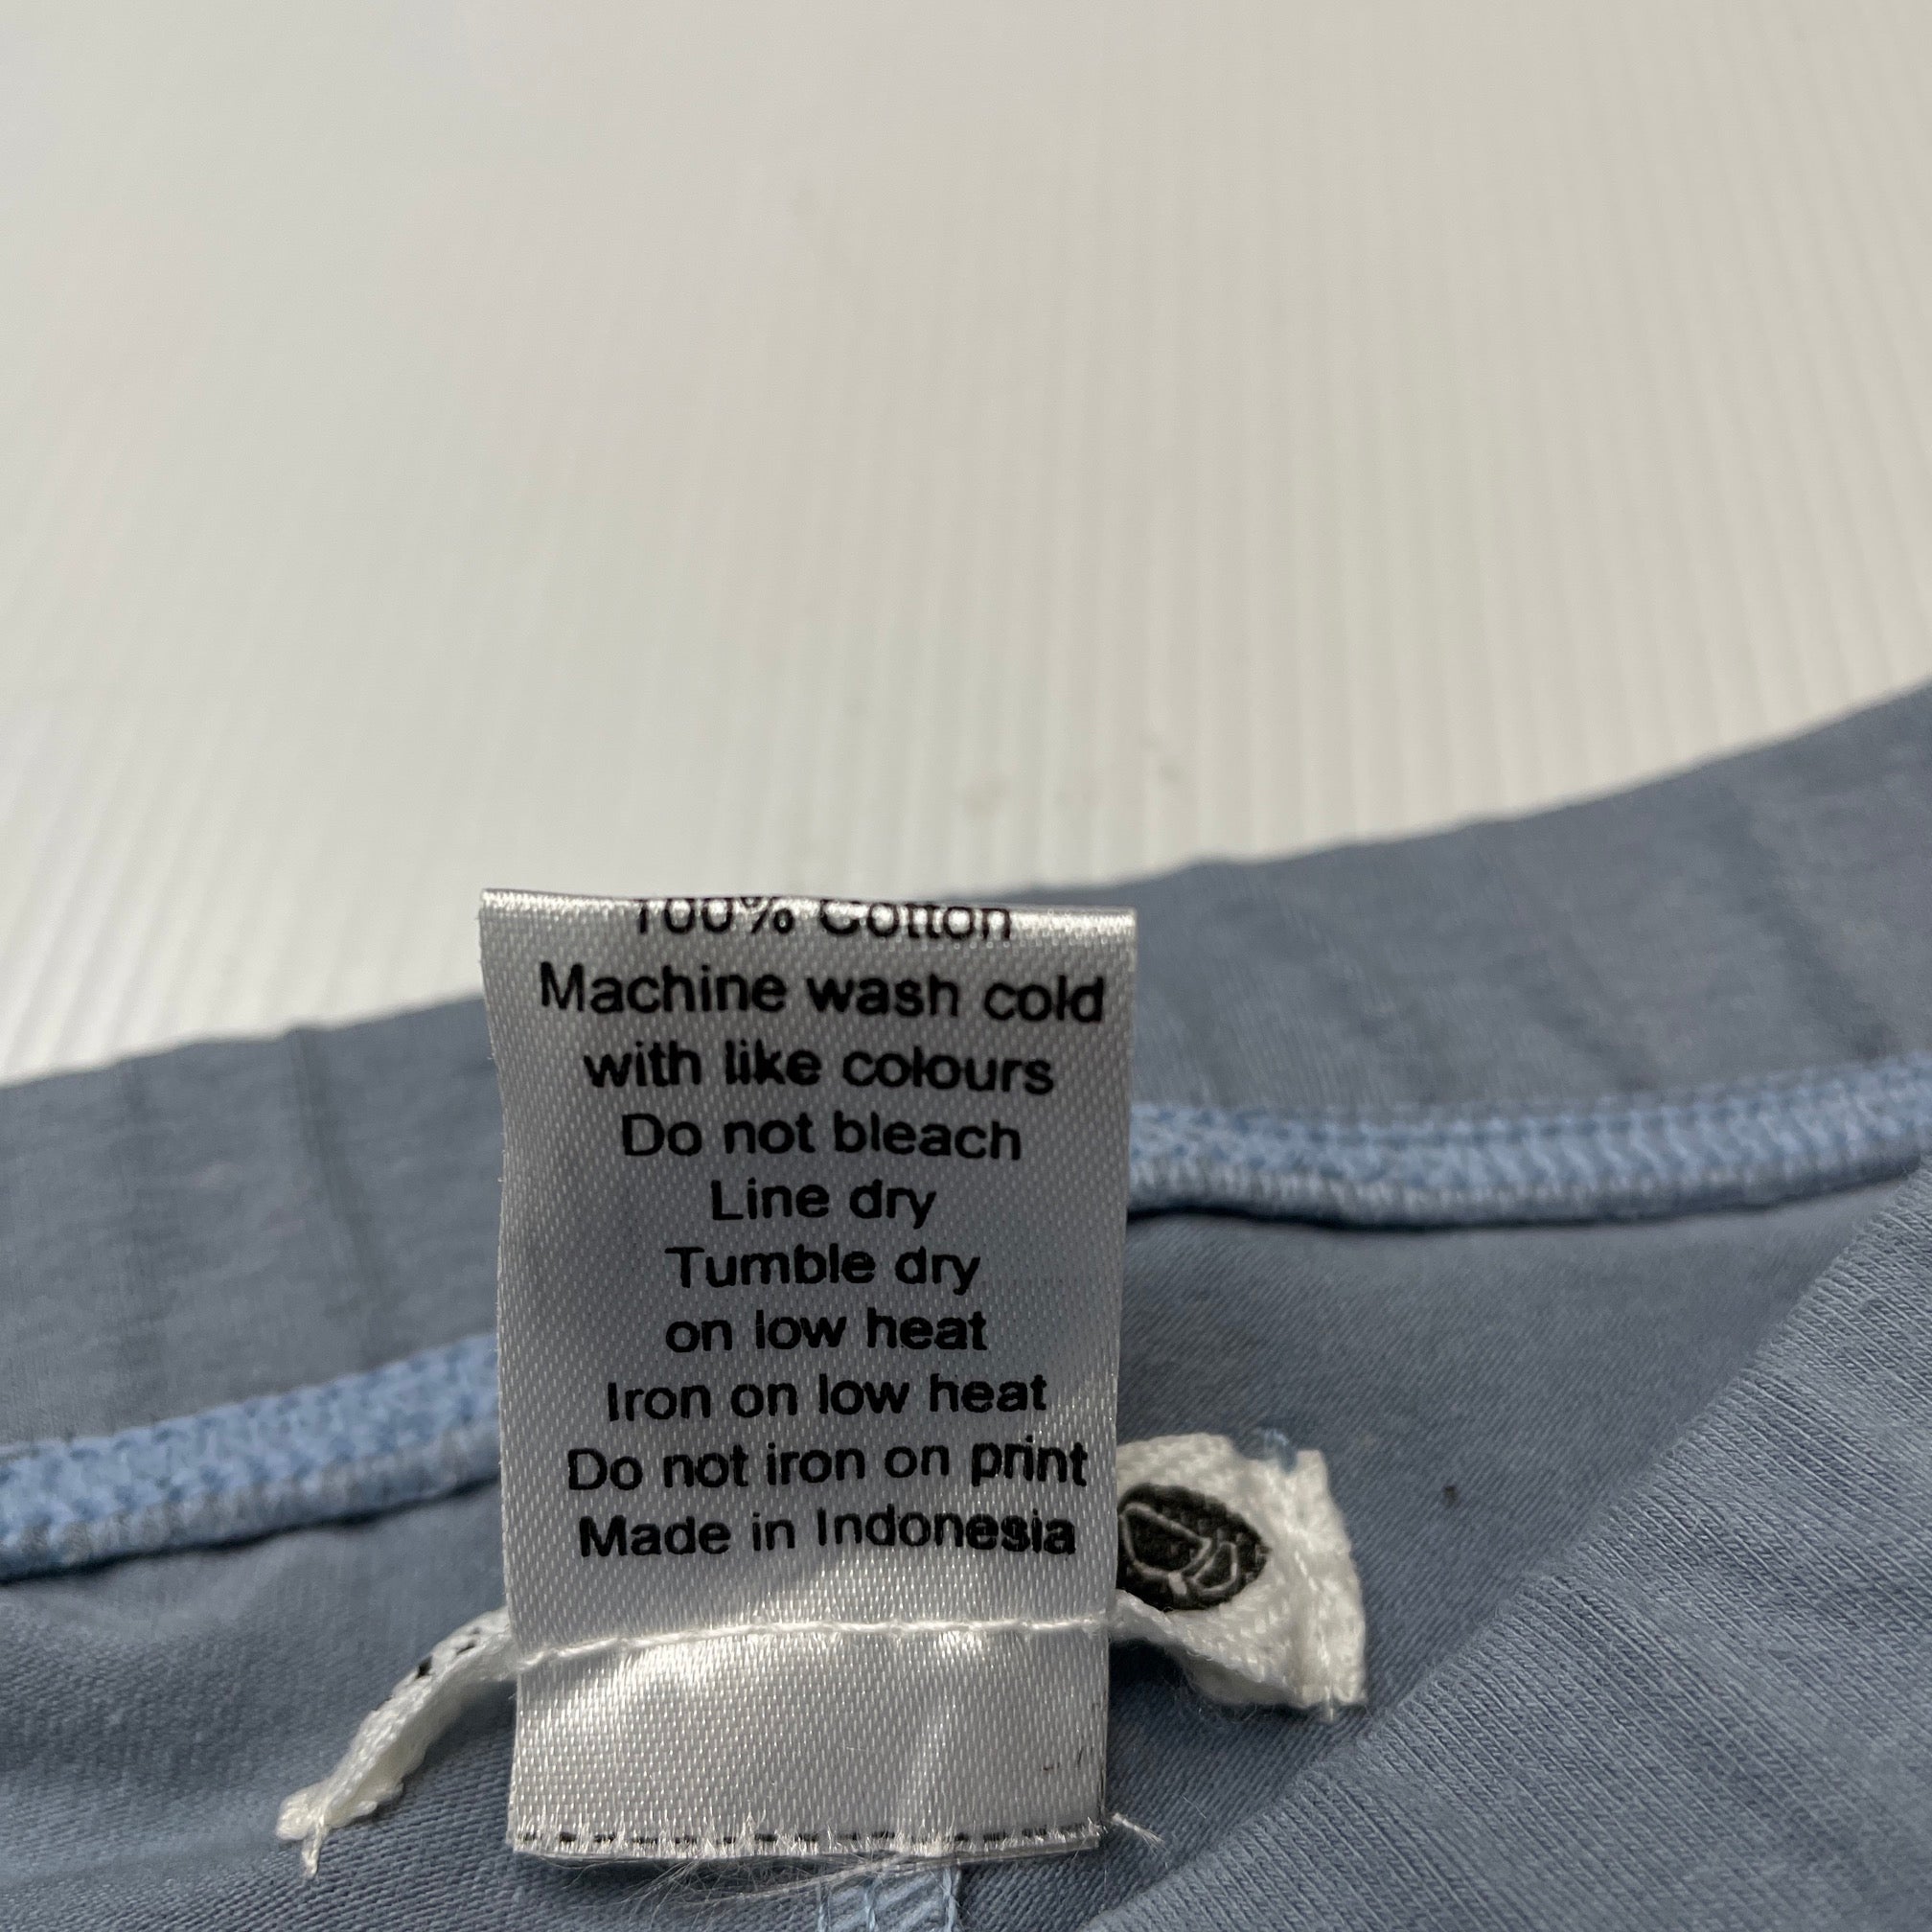 100% Cotton
Machine wash cold
with like colours
Do not bleach
Line dry
Tumble dry
on low heat
Iron on low heat
Do not iron on print
Made in Indonesia